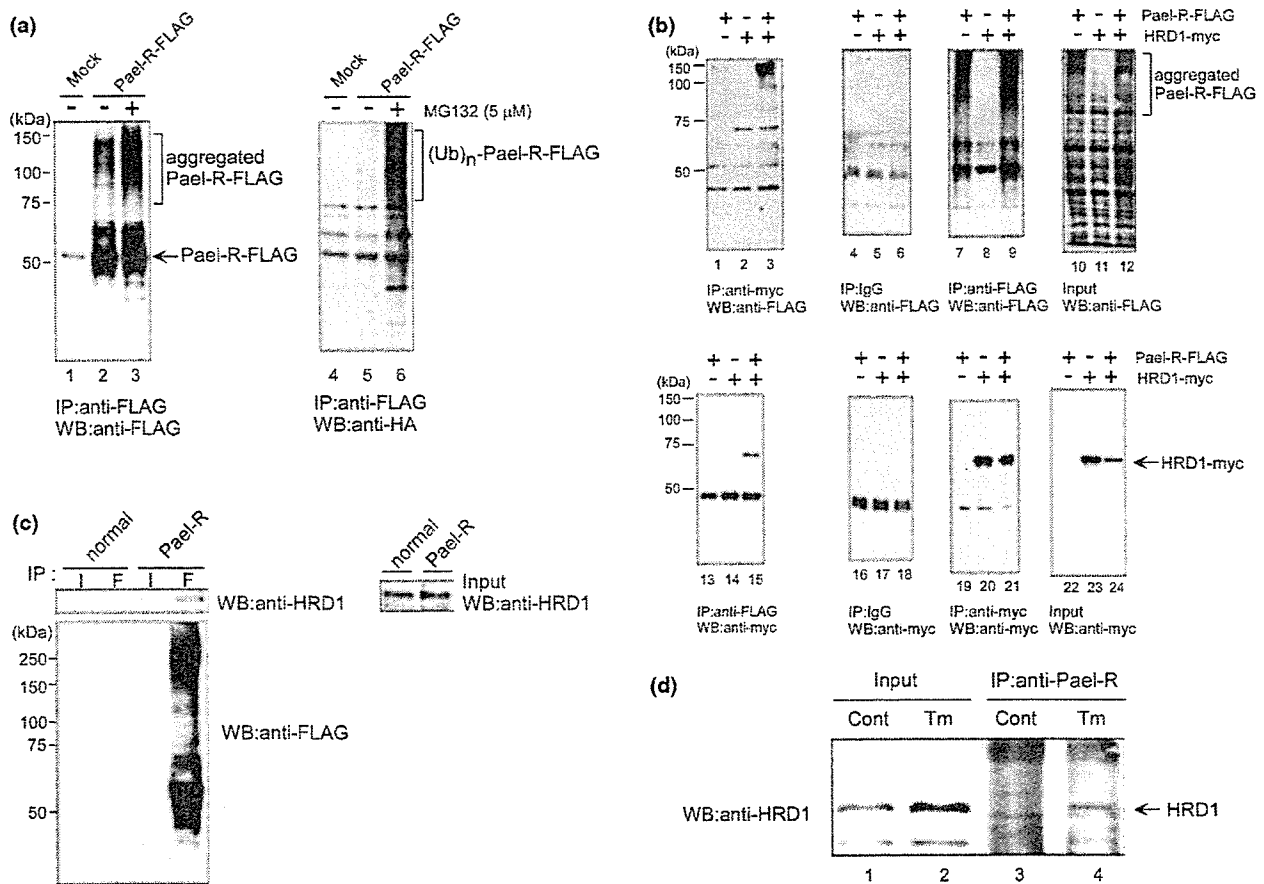 (a)
Mock
Pael-R-FLAG
- - +
(kDa)
150
100
75
50
aggregated
Pael-R-FLAG
Pael-R-FLAG
1 2 3
IP:anti-FLAG
WB:anti-FLAG
Mock
Pael-R-FLAG
- - + MG132 (5 μM)
(Ub)n-Pael-R-FLAG
4 5 6
IP:anti-FLAG
WB:anti-HA
(b)
+ - + + - + + - + + - + Pael-R-FLAG
- + + - + + - + + - + + HRD1-myc
(kDa)
150
100
75
50
aggregated
Pael-R-FLAG
1 2 3 4 5 6 7 8 9 10 11 12
IP:anti-myc IP:IgG IP:anti-FLAG Input
WB:anti-FLAG WB:anti-FLAG WB:anti-FLAG WB:anti-FLAG
+ - + + - + + - + + - + Pael-R-FLAG
- + + - + + - + + - + + HRD1-myc
(kDa)
150
100
75
50
HRD1-myc
13 14 15 16 17 18 19 20 21 22 23 24
IP:anti-FLAG IP:IgG IP:anti-myc Input
WB:anti-myc WB:anti-myc WB:anti-myc WB:anti-myc
(c)
normal
Pael-R
IP : I F I F
WB:anti-HRD1
(kDa)
250
150
100
75
50
WB:anti-FLAG
normal
Pael-R
Input
WB:anti-HRD1
(d)
Input IP:anti-Pael-R
Cont Tm Cont Tm
WB:anti-HRD1
HRD1
1 2 3 4